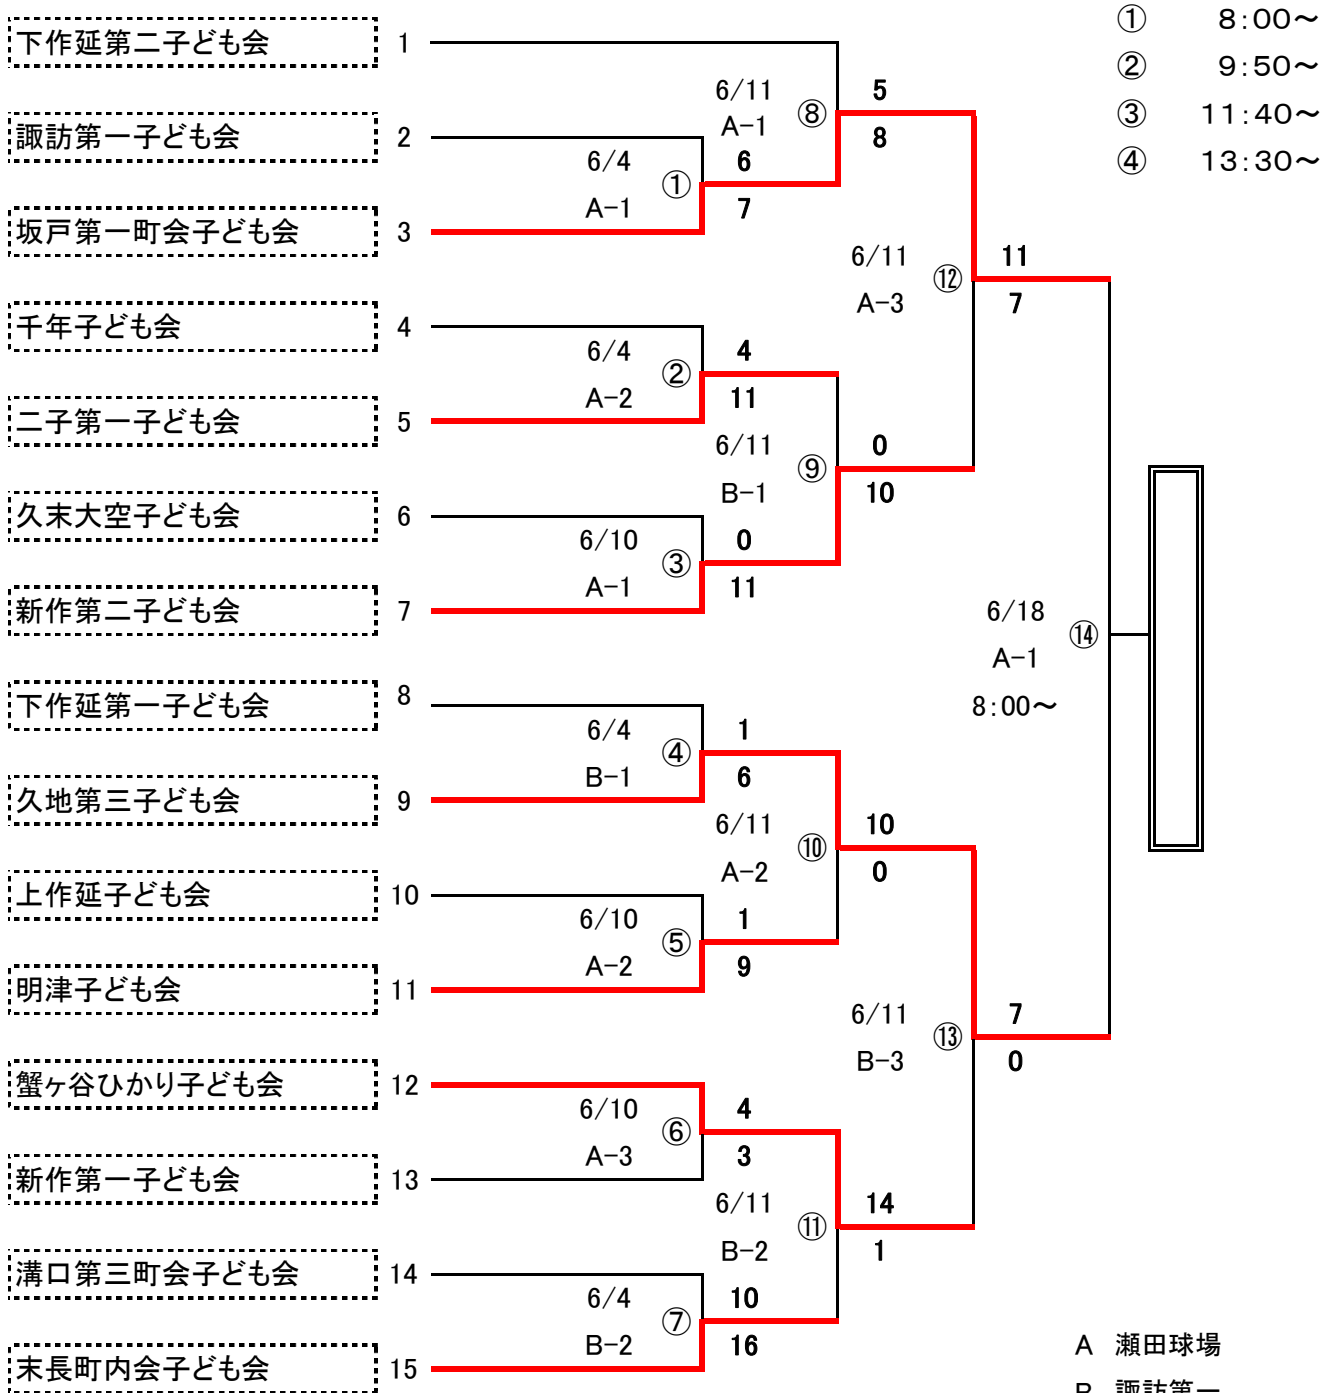 ① 8:00～
下作延第二子ども会 1
② 9:50～
6/11 ⑧ 5
A-1 8
③ 11:40～
諏訪第一子ども会 2
④ 13:30～
6/4 ① 6
A-1 7
坂戸第一町会子ども会 3
6/11 ⑫ 11
A-3 7
千年子ども会 4
6/4 ② 4
A-2 11
二子第一子ども会 5
6/11 ⑨ 0
B-1 10
久末大空子ども会 6
6/10 ③ 0
A-1 11
新作第二子ども会 7
6/18 ⑭
A-1
8:00～
下作延第一子ども会 8
6/4 ④ 1
B-1 6
久地第三子ども会 9
6/11 ⑩ 10
A-2 0
上作延子ども会 10
6/10 ⑤ 1
A-2 9
明津子ども会 11
6/11 ⑬ 7
B-3 0
蟹ヶ谷ひかり子ども会 12
6/10 ⑥ 4
A-3 3
新作第一子ども会 13
6/11 ⑪ 14
B-2 1
溝口第三町会子ども会 14
6/4 ⑦ 10
B-2 16
末長町内会子ども会 15
A 瀬田球場
B 諏訪第一